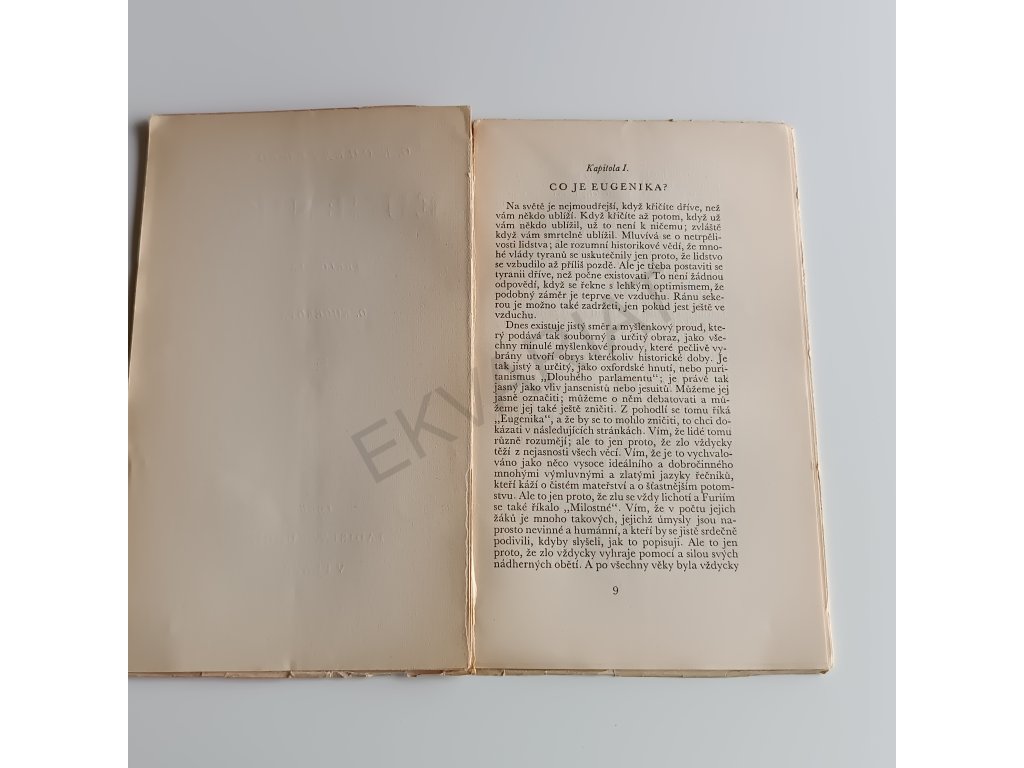 Kapitola I.
CO JE EUGENIKA?
Na světě je nejmoudřejší, když křičíte dříve, než
vám někdo ublíží. Když křičíte až potom, když už
vám někdo ublížil, už to není k ničemu; zvláště
když vám smrtelně ublížil. Mluvívá se o netrpěli-
vosti lidstva; ale rozumní historikové vědí, že mno-
hé vlády tyranů se uskutečnily jen proto, že lidstvo
se vzbudilo až příliš pozdě. Ale je třeba postaviti se
tyranii dříve, než počne existovati. To není žádnou
odpovědí, když se řekne s lehkým optimismem, že
podobný záměr je teprve ve vzduchu. Ránu seke-
rou je možno také zadržeti, jen pokud jest ještě ve
vzduchu.
Dnes existuje jistý směr a myšlenkový proud, kte-
rý podává tak souborný a určitý obraz, jako vše-
chny minulé myšlenkové proudy, které pečlivě vy-
brány utvoří obrys kterékoliv historické doby. Je
tak jistý a určitý, jako oxfordské hnutí, nebo puri-
tanismus „Dlouhého parlamentu“; je právě tak
jasný jako vliv jansenistů nebo jesuitů. Můžeme jej
jasně označiti; můžeme o něm debatovati a mů-
žeme jej také ještě zničiti. Z pohodlí se tomu říká
„Eugenika“, a že by se to mohlo zničiti, to chci do-
kázati v následujících stránkách. Vím, že lidé tomu
různě rozumějí; ale to jen proto, že zlo vždycky
těží z nejasnosti všech věcí. Vím, že je to vychvalo-
váno jako něco vysoce ideálního a dobročinného
mnohými výmluvnými a zlatými jazyky řečníků,
kteří káží o čistém mateřství a o šťastnějším potom-
stvu. Ale to jen proto, že zlu se vždy lichotí a Furiím
se také říkalo „Milostné“. Vím, že v počtu jejich
žáků je mnoho takových, jejichž úmysly jsou na-
prosto nevinné a humánní, a kteří by se jistě srdečně
podivili, kdyby slyšeli, jak to popisuji. Ale to jen
proto, že zlo vždycky vyhraje pomocí a silou svých
nádherných obětí. A po všechny věky byla vždycky
9